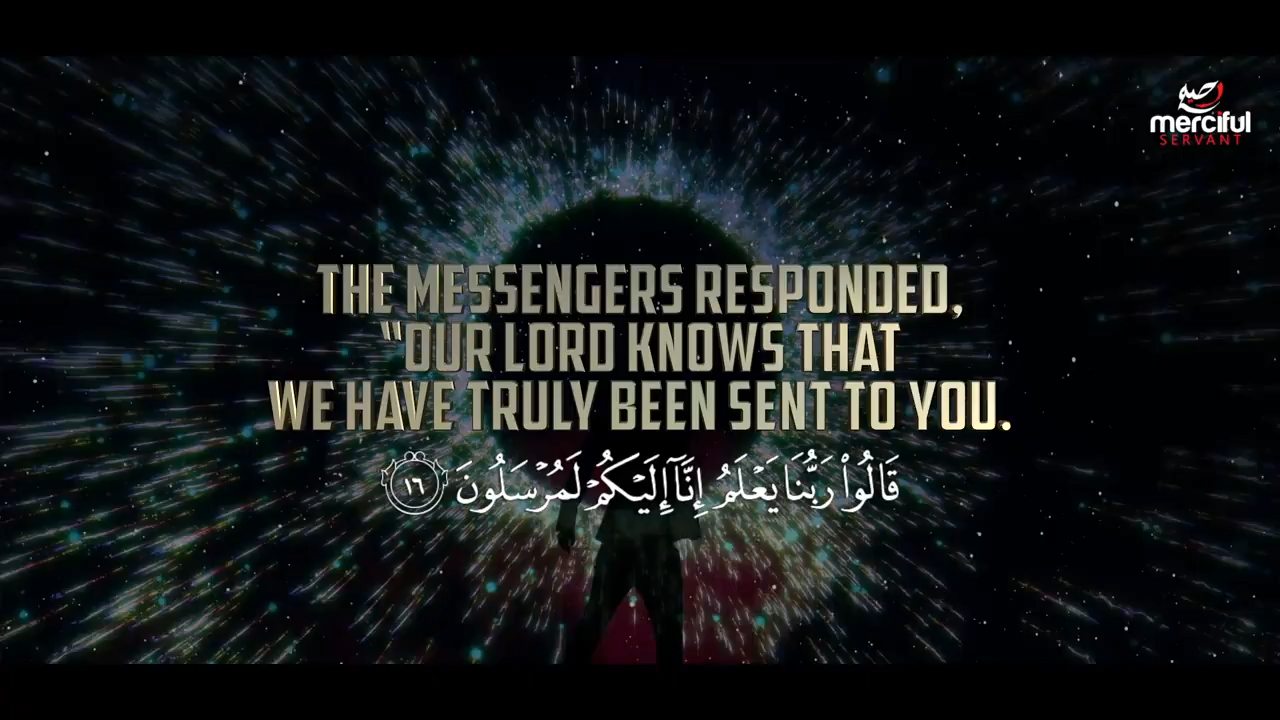 merciful
SERVANT
THE MESSENGERS RESPONDED,
"OUR LORD KNOWS THAT
WE HAVE TRULY BEEN SENT TO YOU.
قَالُوا۟ رَبُّنَا يَعْلَمُ إِنَّآ إِلَيْكُمْ لَمُرْسَلُونَ ١٦